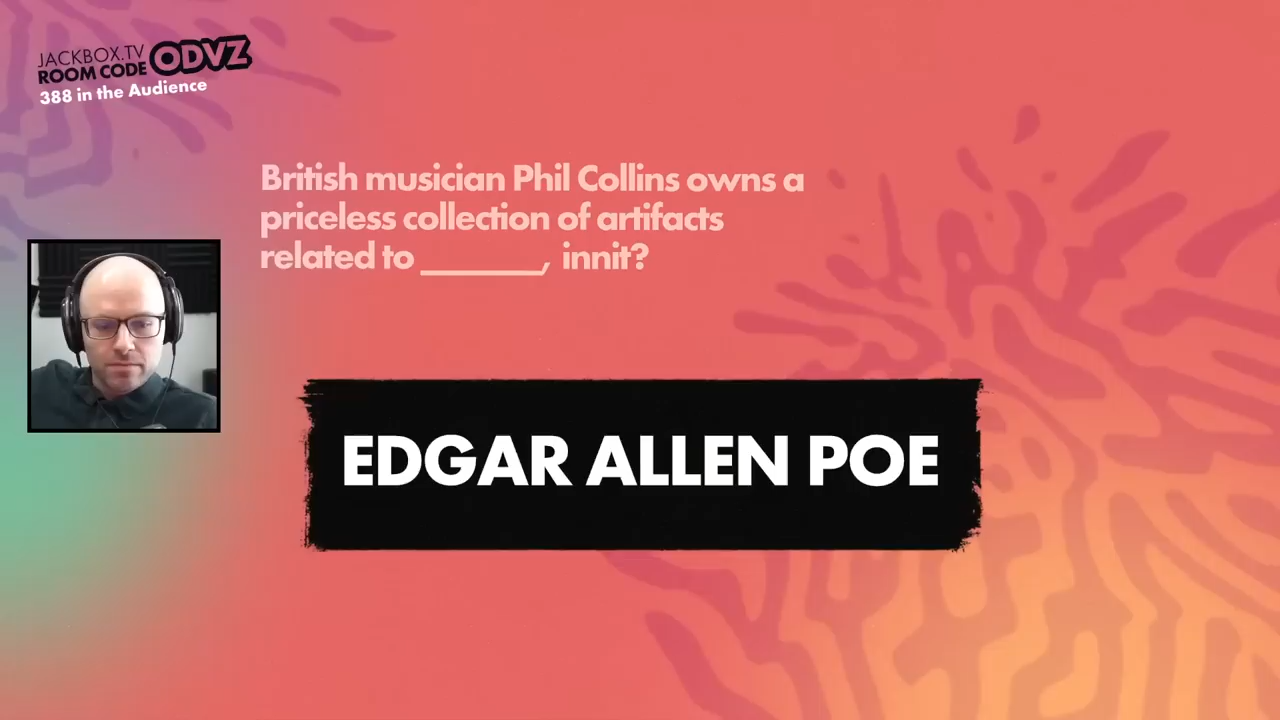 JACKBOX.TV
ROOM CODE ODVZ
388 in the Audience
British musician Phil Collins owns a
priceless collection of artifacts
related to ______, innit?
EDGAR ALLEN POE